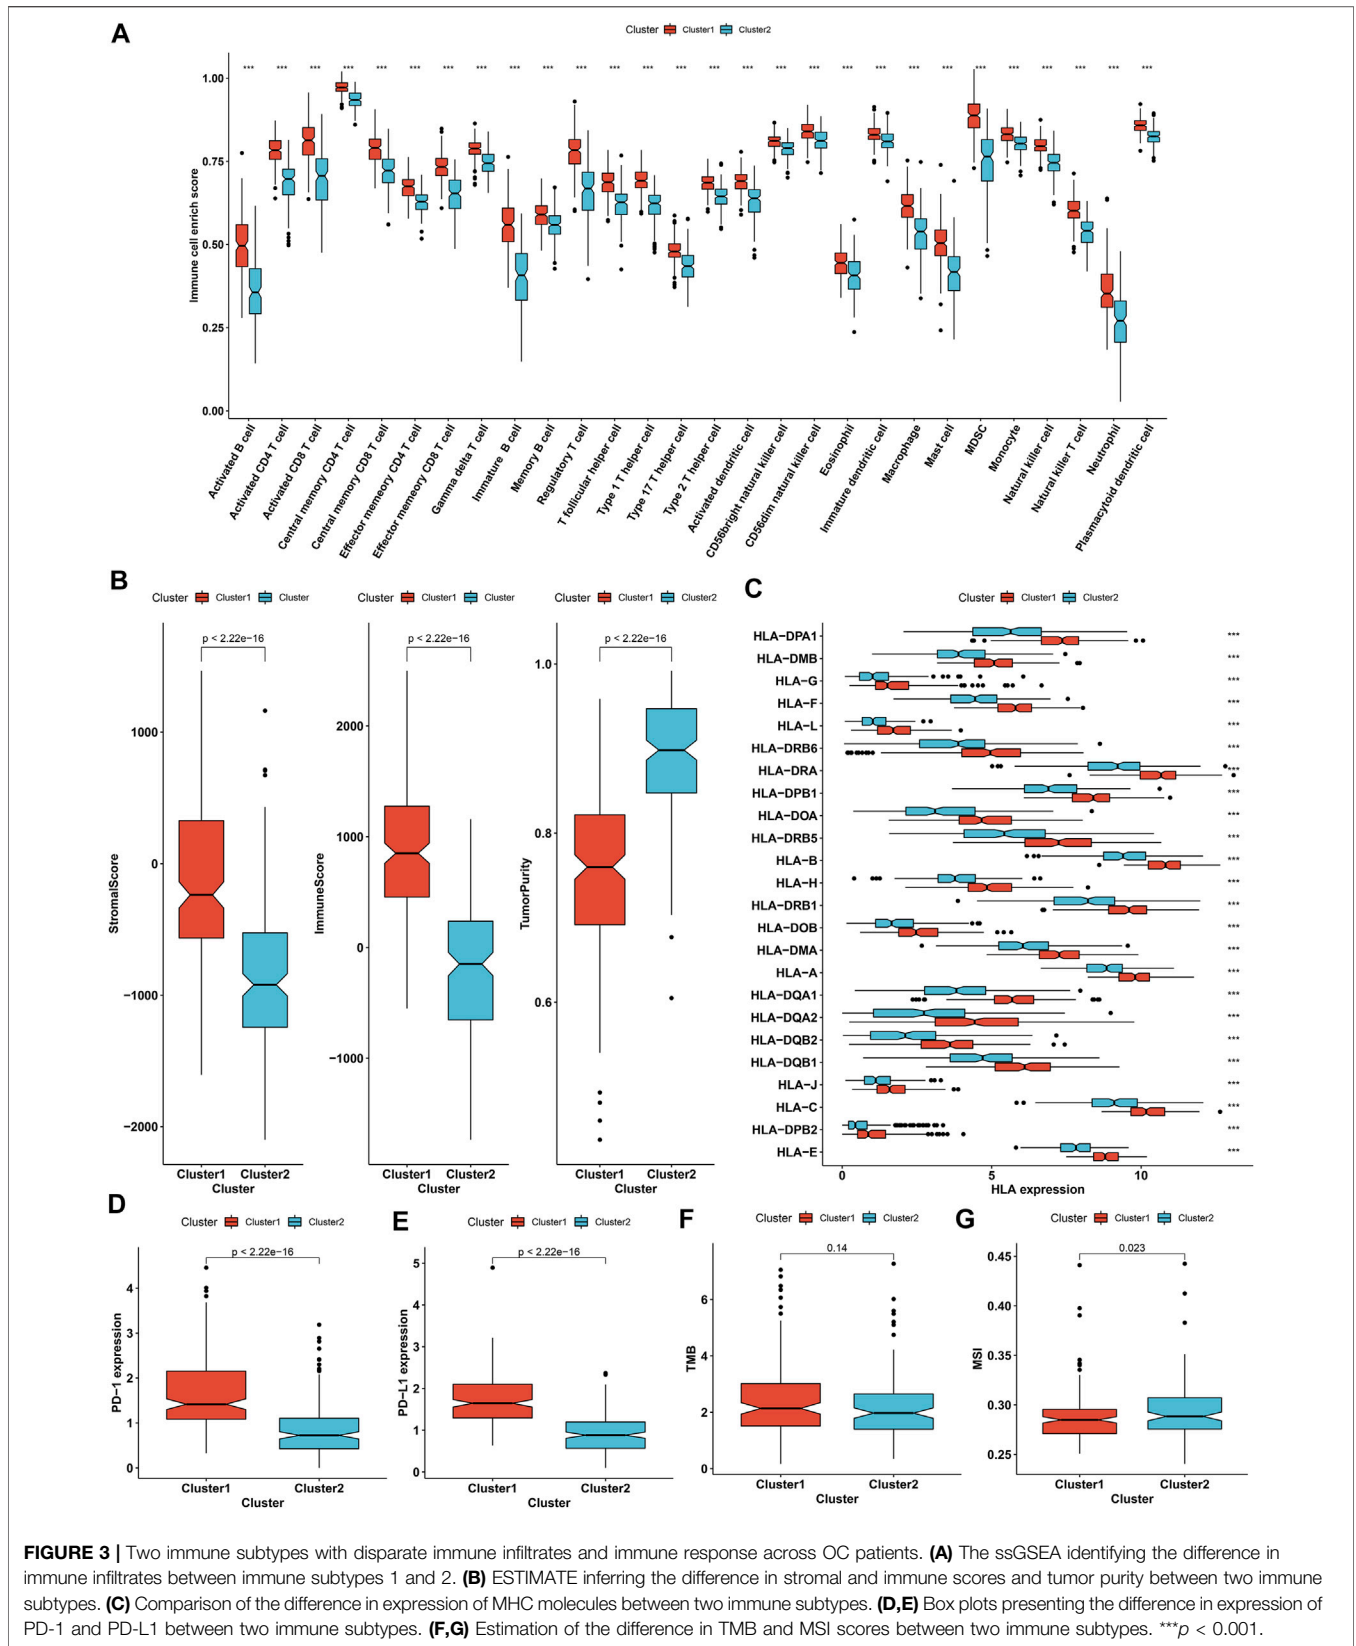 A
Cluster Cluster1 Cluster2
Immune cell enrich score
1.00
0.75
0.50
0.25
0.00
*** *** *** *** *** *** *** *** *** *** *** *** *** *** *** *** *** *** *** *** *** *** *** *** *** *** *** ***
Activated B cell
Activated CD4 T cell
Activated CD8 T cell
Central memory CD4 T cell
Central memory CD8 T cell
Effector memeory CD4 T cell
Effector memeory CD8 T cell
Gamma delta T cell
Immature B cell
Memory B cell
Regulatory T cell
T follicular helper cell
Type 1 T helper cell
Type 17 T helper cell
Type 2 T helper cell
Activated dendritic cell
CD56bright natural killer cell
CD56dim natural killer cell
Eosinophil
Immature dendritic cell
Macrophage
Mast cell
MDSC
Monocyte
Natural killer cell
Natural killer T cell
Neutrophil
Plasmacytoid dendritic cell
B
Cluster Cluster1 Cluster
p < 2.22e−16
StromalScore
1000
0
−1000
−2000
Cluster1 Cluster2
Cluster
Cluster Cluster1 Cluster
p < 2.22e−16
ImmuneScore
2000
1000
0
−1000
Cluster1 Cluster2
Cluster
Cluster Cluster1 Cluster2
p < 2.22e−16
TumorPurity
1.0
0.8
0.6
Cluster1 Cluster2
Cluster
C
Cluster Cluster1 Cluster2
HLA−DPA1 ***
HLA−DMB ***
HLA−G ***
HLA−F ***
HLA−L ***
HLA−DRB6 ***
HLA−DRA ***
HLA−DPB1 ***
HLA−DOA ***
HLA−DRB5 ***
HLA−B ***
HLA−H ***
HLA−DRB1 ***
HLA−DOB ***
HLA−DMA ***
HLA−A ***
HLA−DQA1 ***
HLA−DQA2 ***
HLA−DQB2 ***
HLA−DQB1 ***
HLA−J ***
HLA−C ***
HLA−DPB2 ***
HLA−E ***
0 5 10
HLA expression
D
Cluster Cluster1 Cluster2
p < 2.22e−16
PD−1 expression
4
3
2
1
0
Cluster1 Cluster2
Cluster
E
Cluster Cluster1 Cluster2
p < 2.22e−16
PD−L1 expression
5
4
3
2
1
0
Cluster1 Cluster2
Cluster
F
Cluster Cluster1 Cluster2
0.14
TMB
6
4
2
0
Cluster1 Cluster2
Cluster
G
Cluster Cluster1 Cluster2
0.023
MSI
0.45
0.40
0.35
0.30
0.25
Cluster1 Cluster2
Cluster
FIGURE 3 | Two immune subtypes with disparate immune infiltrates and immune response across OC patients. (A) The ssGSEA identifying the difference in
immune infiltrates between immune subtypes 1 and 2. (B) ESTIMATE inferring the difference in stromal and immune scores and tumor purity between two immune
subtypes. (C) Comparison of the difference in expression of MHC molecules between two immune subtypes. (D,E) Box plots presenting the difference in expression of
PD-1 and PD-L1 between two immune subtypes. (F,G) Estimation of the difference in TMB and MSI scores between two immune subtypes. ***p < 0.001.